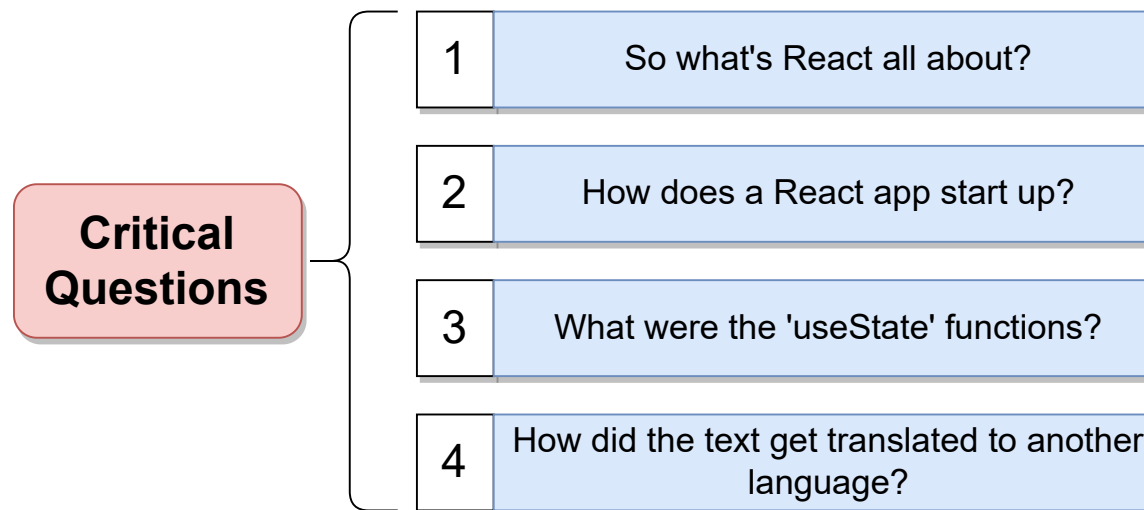 Critical
Questions
1
So what's React all about?
2
How does a React app start up?
3
What were the 'useState' functions?
4
How did the text get translated to another
language?